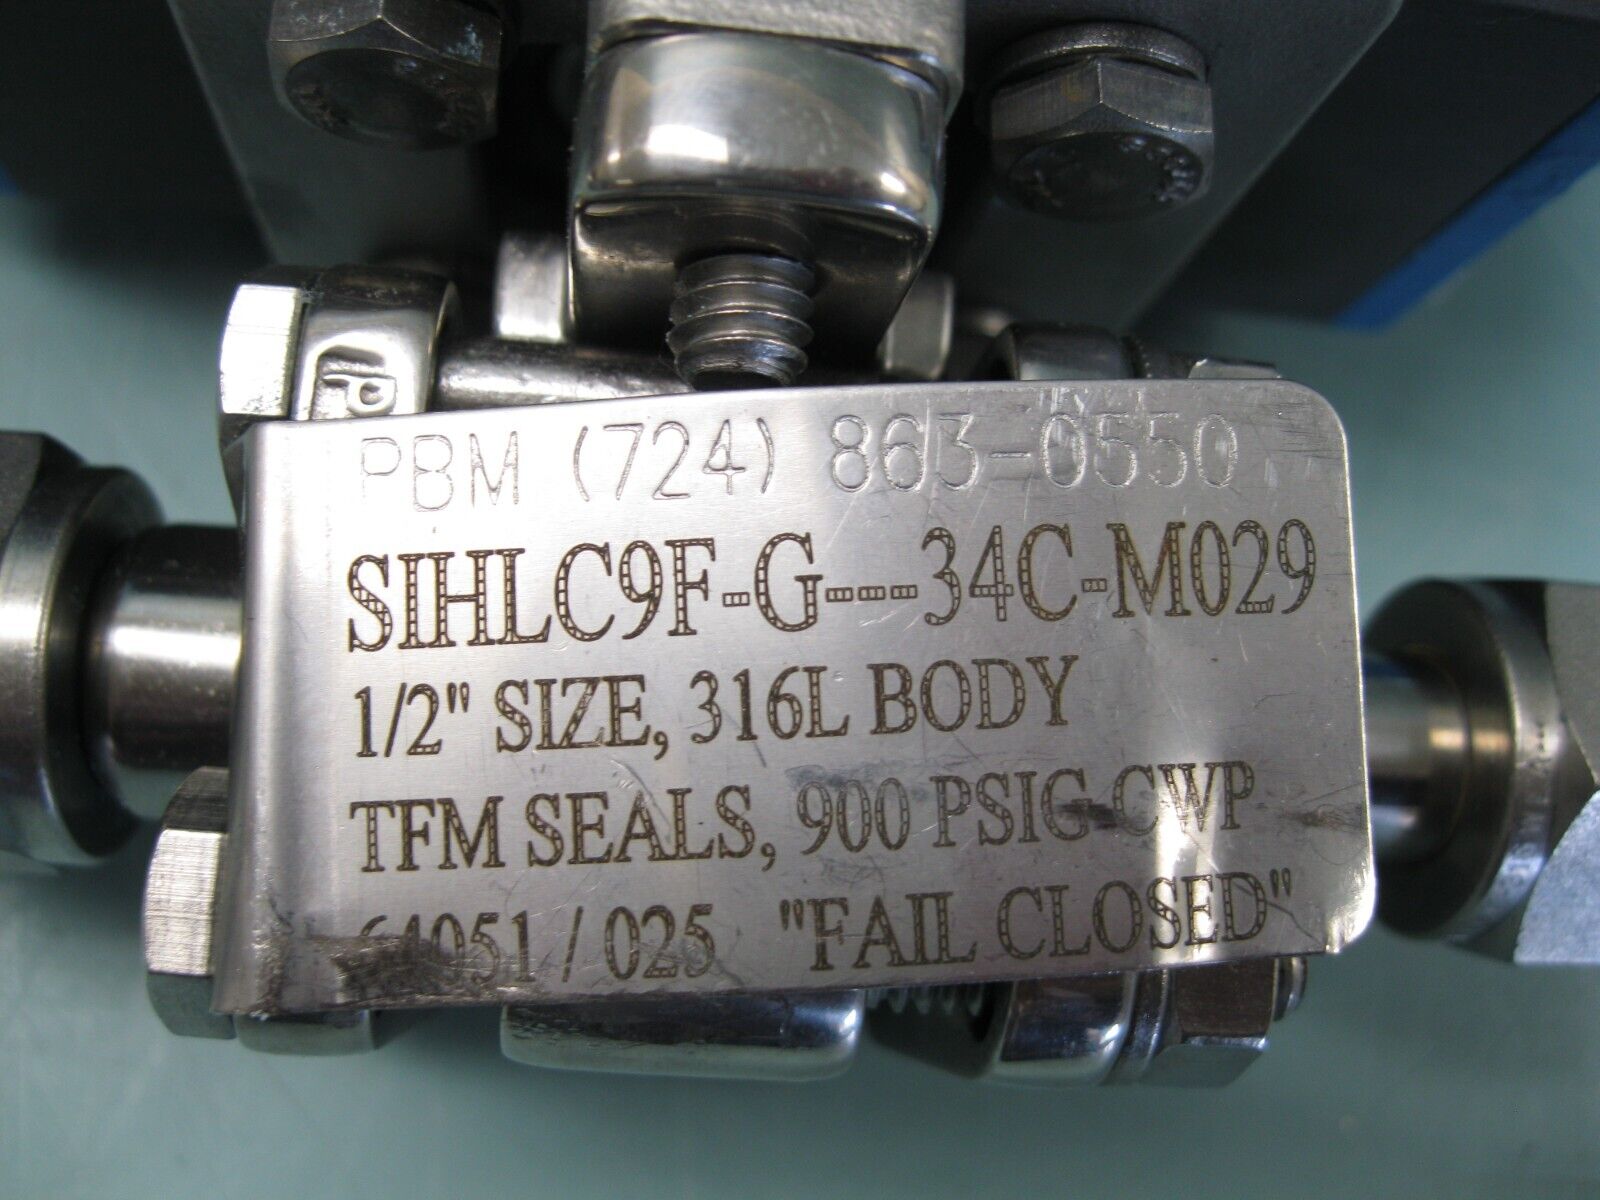 PBM (724) 863-0550
SIHLC9F-G---34C-M029
1/2" SIZE, 316L BODY
TFM SEALS, 900 PSIG CWP
64051 / 025 "FAIL CLOSED"
P